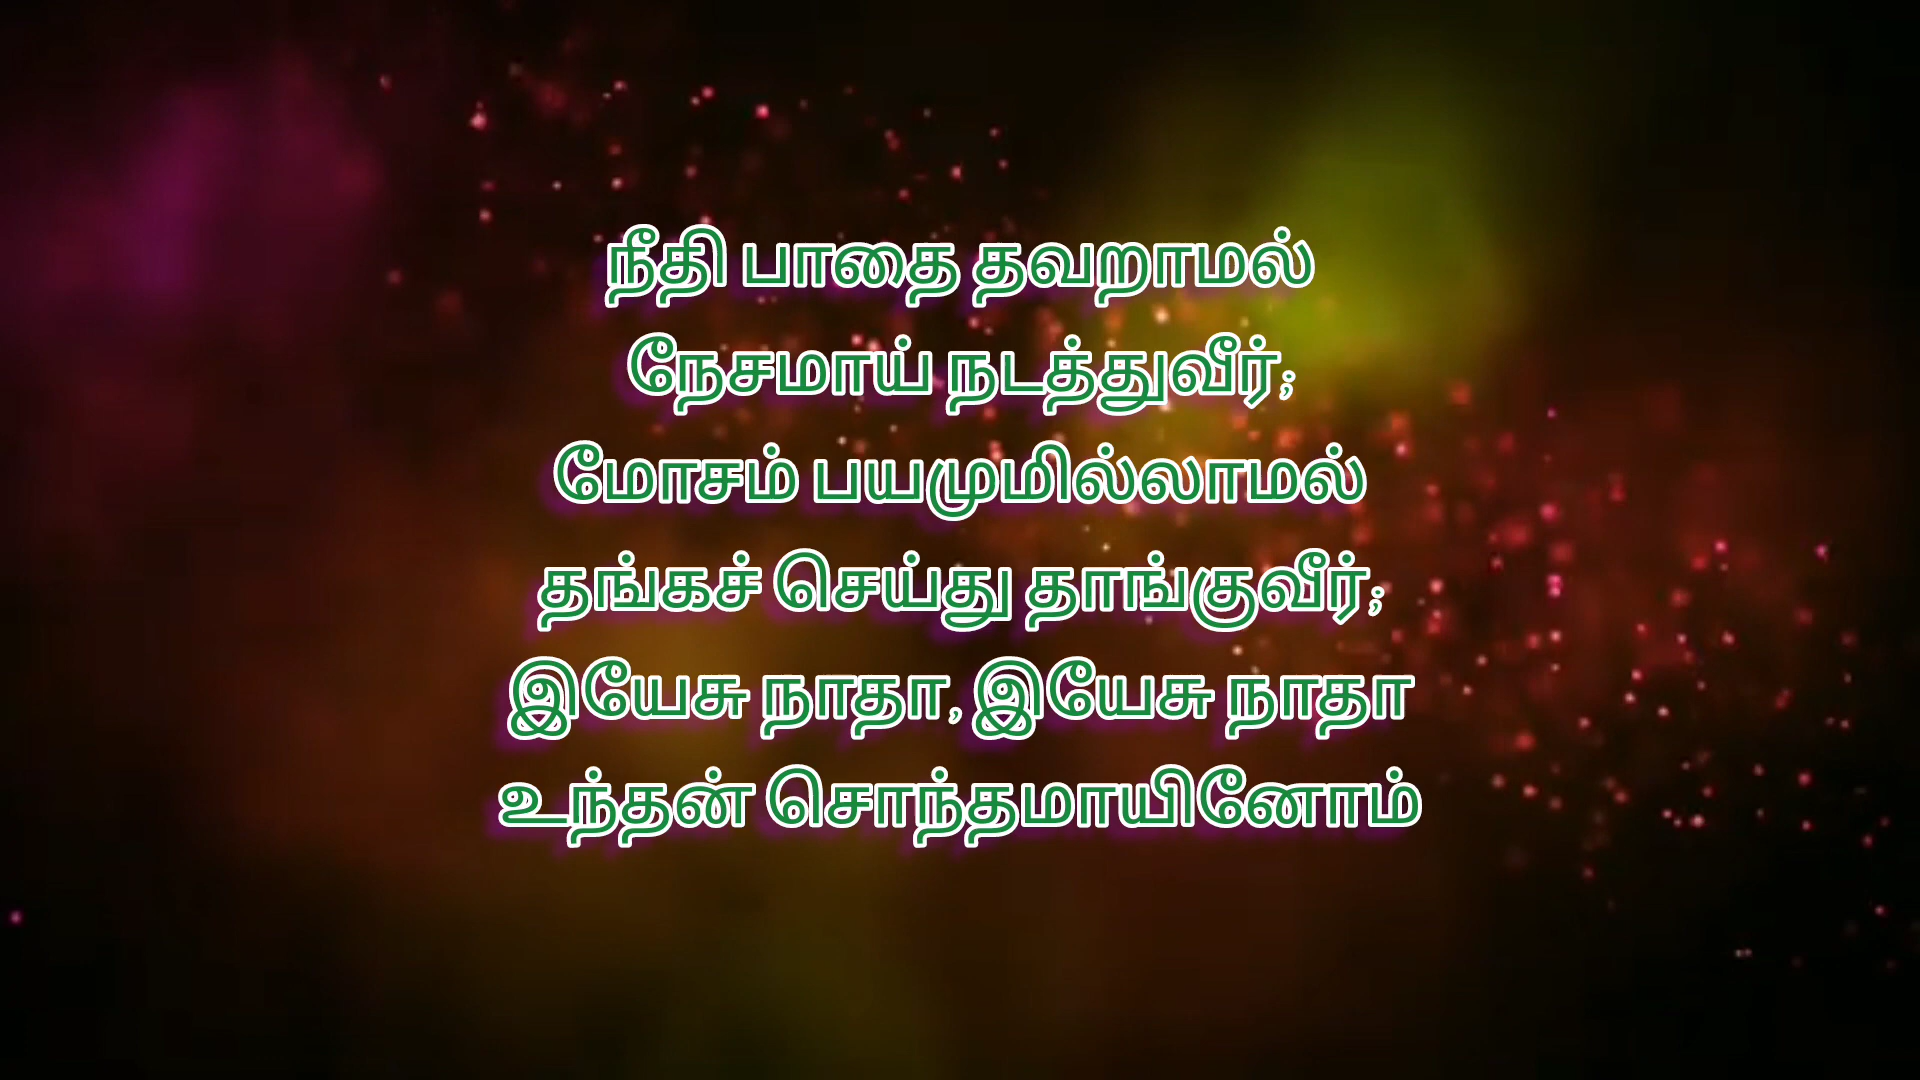 நீதி பாதை தவறாமல்
நேசமாய் நடத்துவீர்;
மோசம் பயமுமில்லாமல்
தங்கச் செய்து தாங்குவீர்;
இயேசு நாதா, இயேசு நாதா
உந்தன் சொந்தமாயினோம்